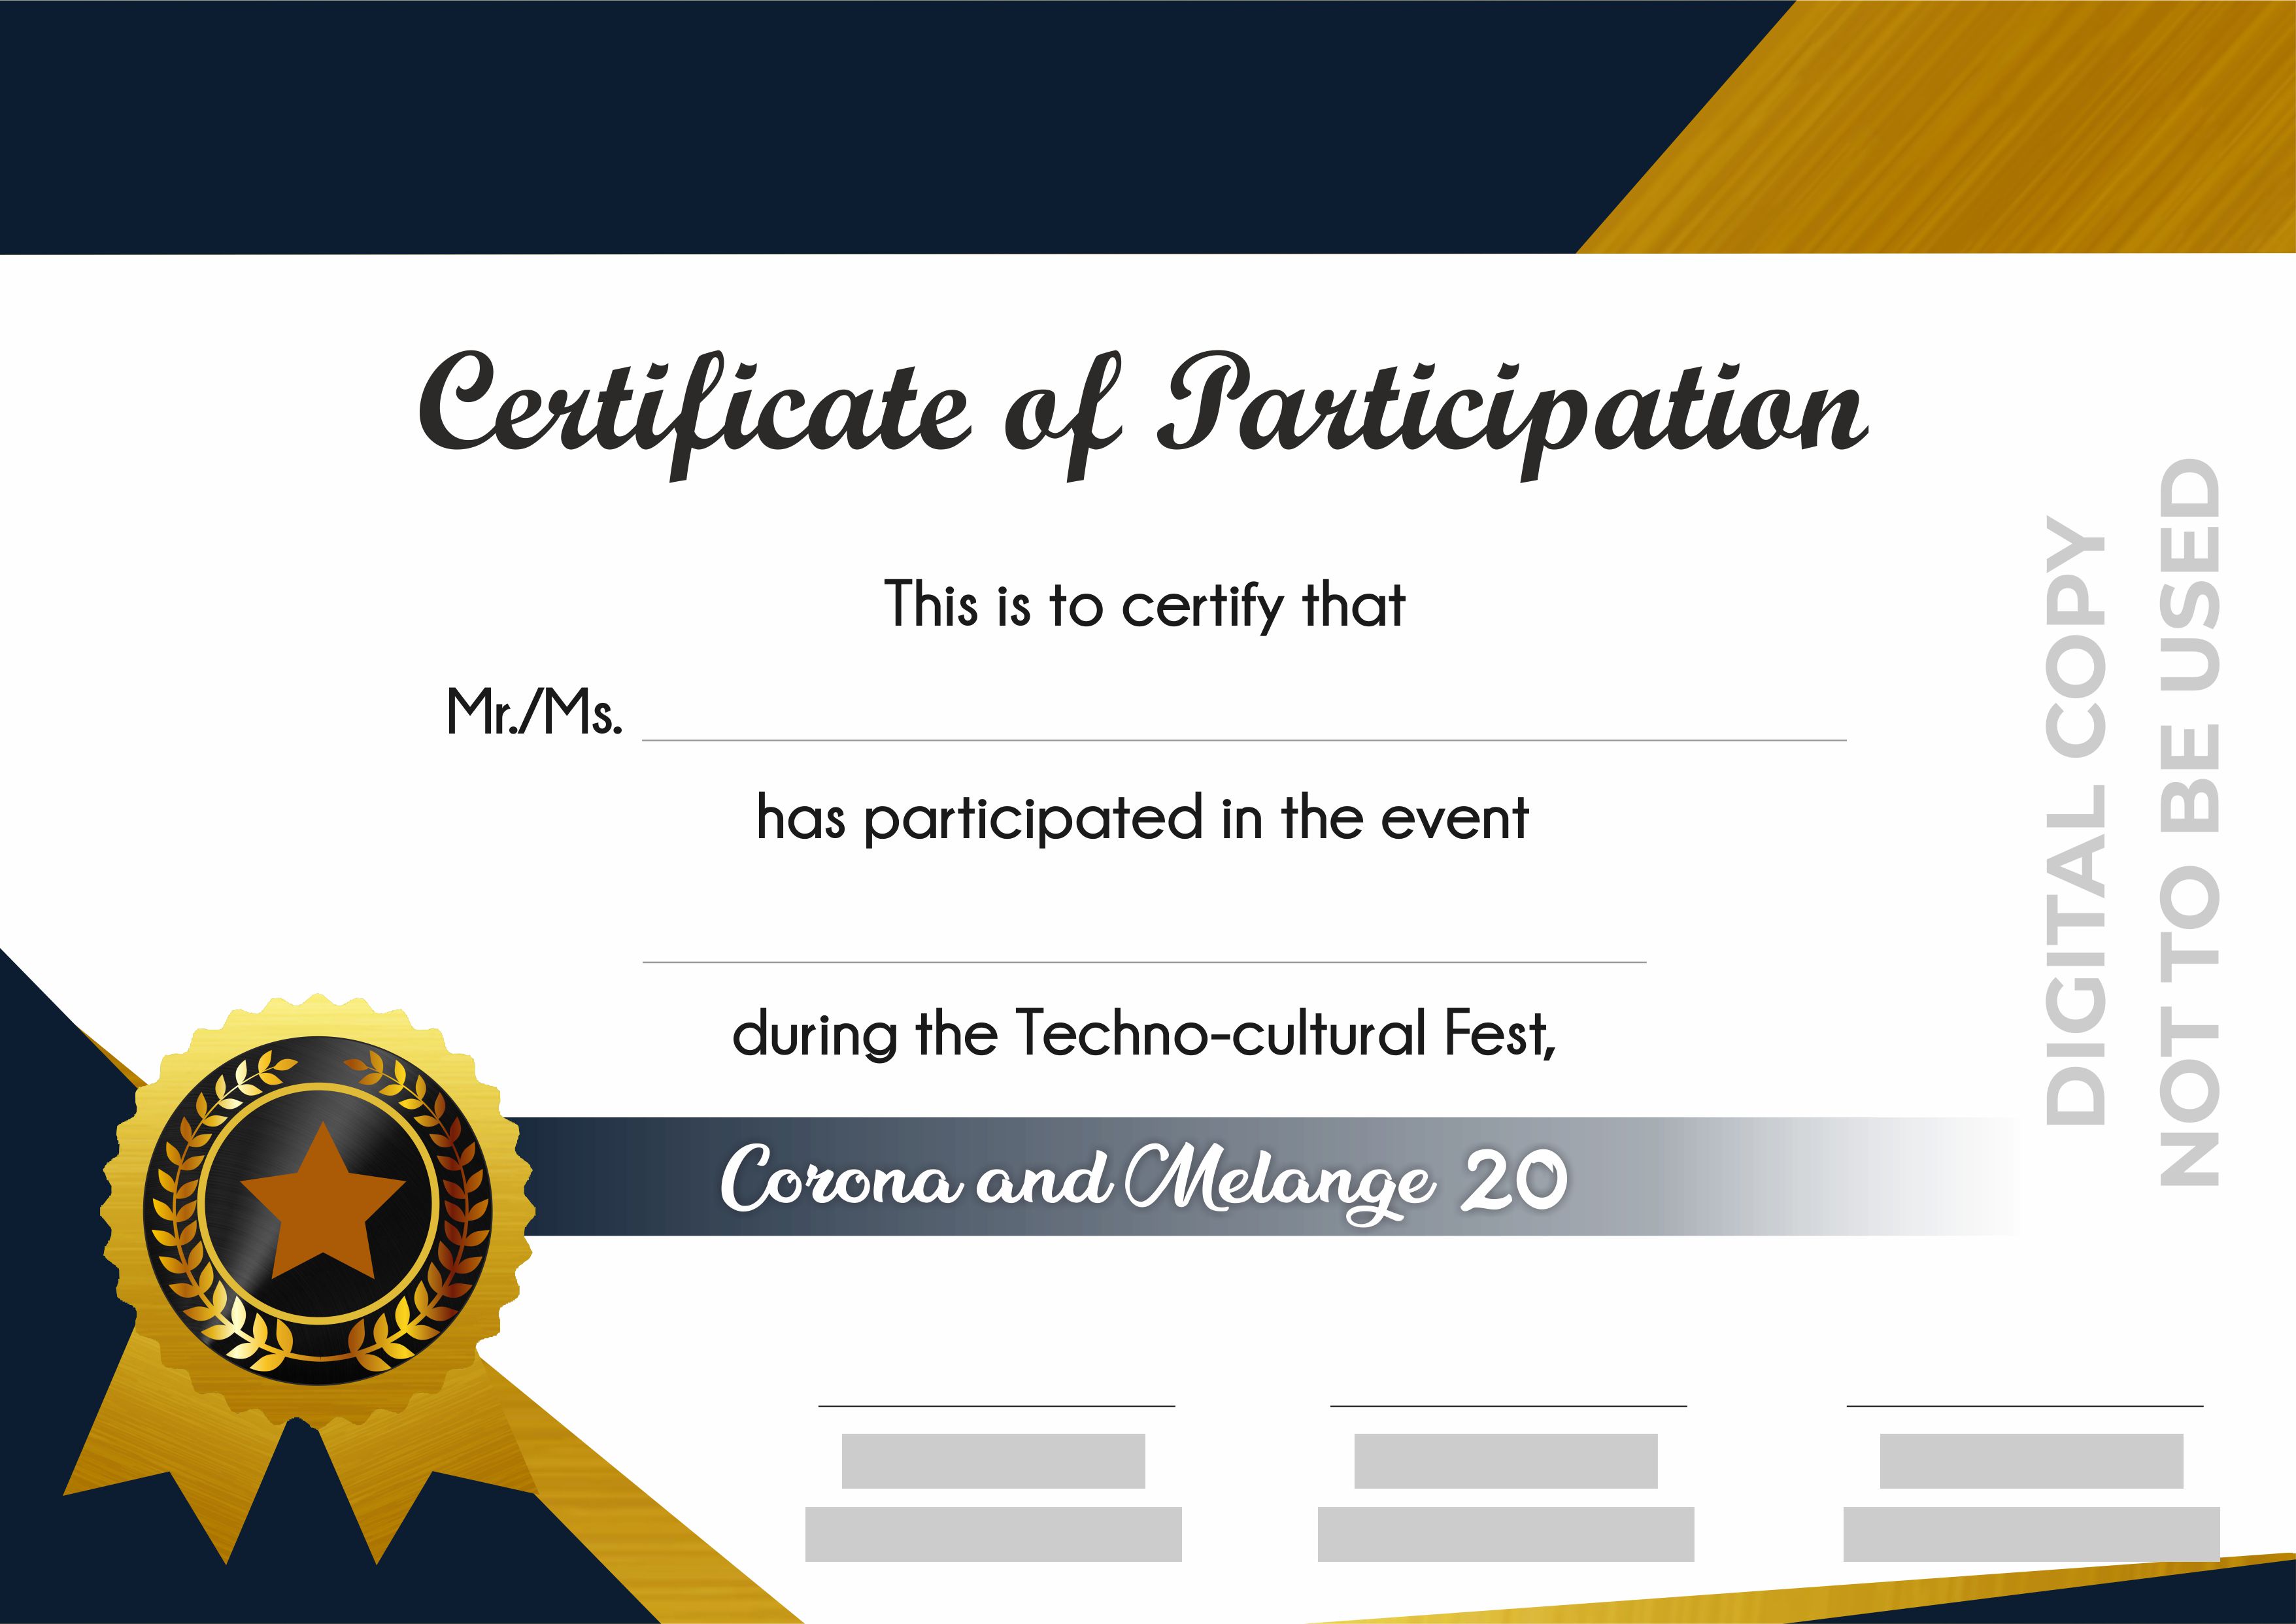 Certificate of Participation
This is to certify that
Mr./Ms.
has participated in the event
during the Techno-cultural Fest,
Corona and Melange 20
DIGITAL COPY
NOT TO BE USED